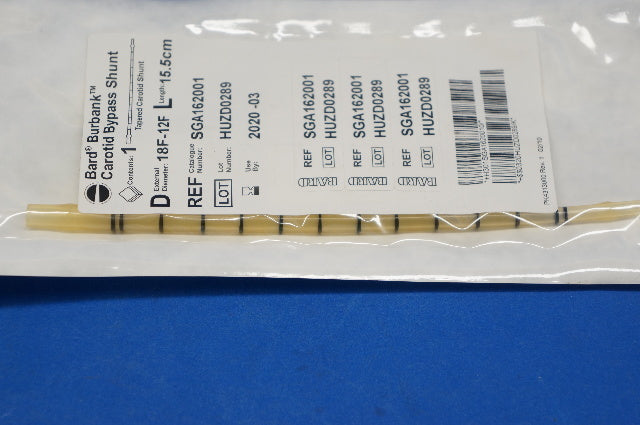 Bard® Burbank™
Carotid Bypass Shunt
Contents: 1 Tapered Carotid Shunt
D External Diameter: 18F-12F L Length: 15.5cm
REF Catalogue Number: SGA162001
LOT Lot Number: HUZD0289
Use By: 2020 -03
REF SGA162001
LOT HUZD0289
BARD
REF SGA162001
LOT HUZD0289
BARD
REF SGA162001
LOT HUZD0289
BARD